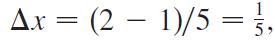 Δx = (2 − 1)/5 = 1/5,